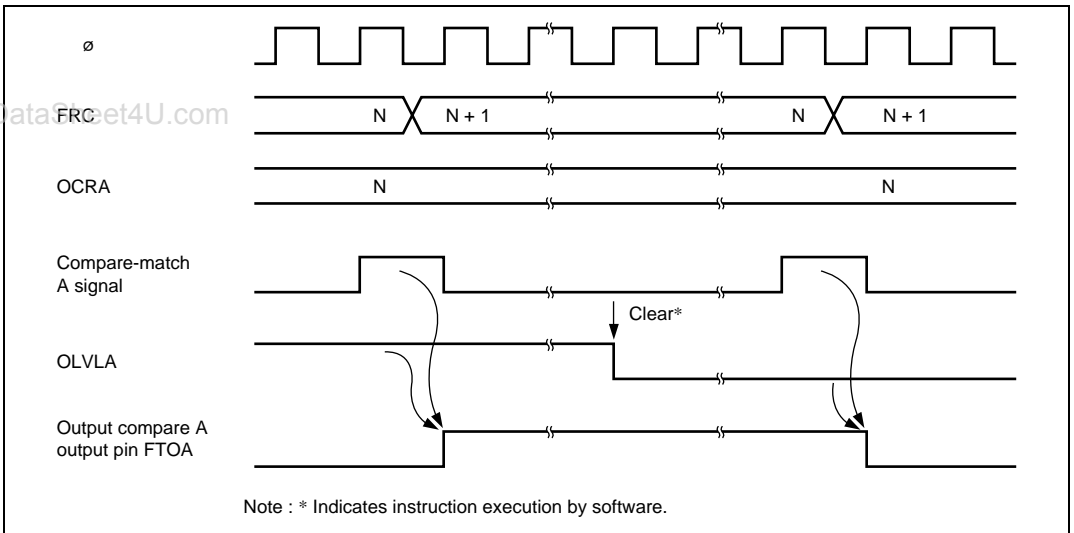 ø
DataSheet4U.com
FRC N N + 1 N N + 1
OCRA N N
Compare-match
A signal
Clear*
OLVLA
Output compare A
output pin FTOA
Note : * Indicates instruction execution by software.